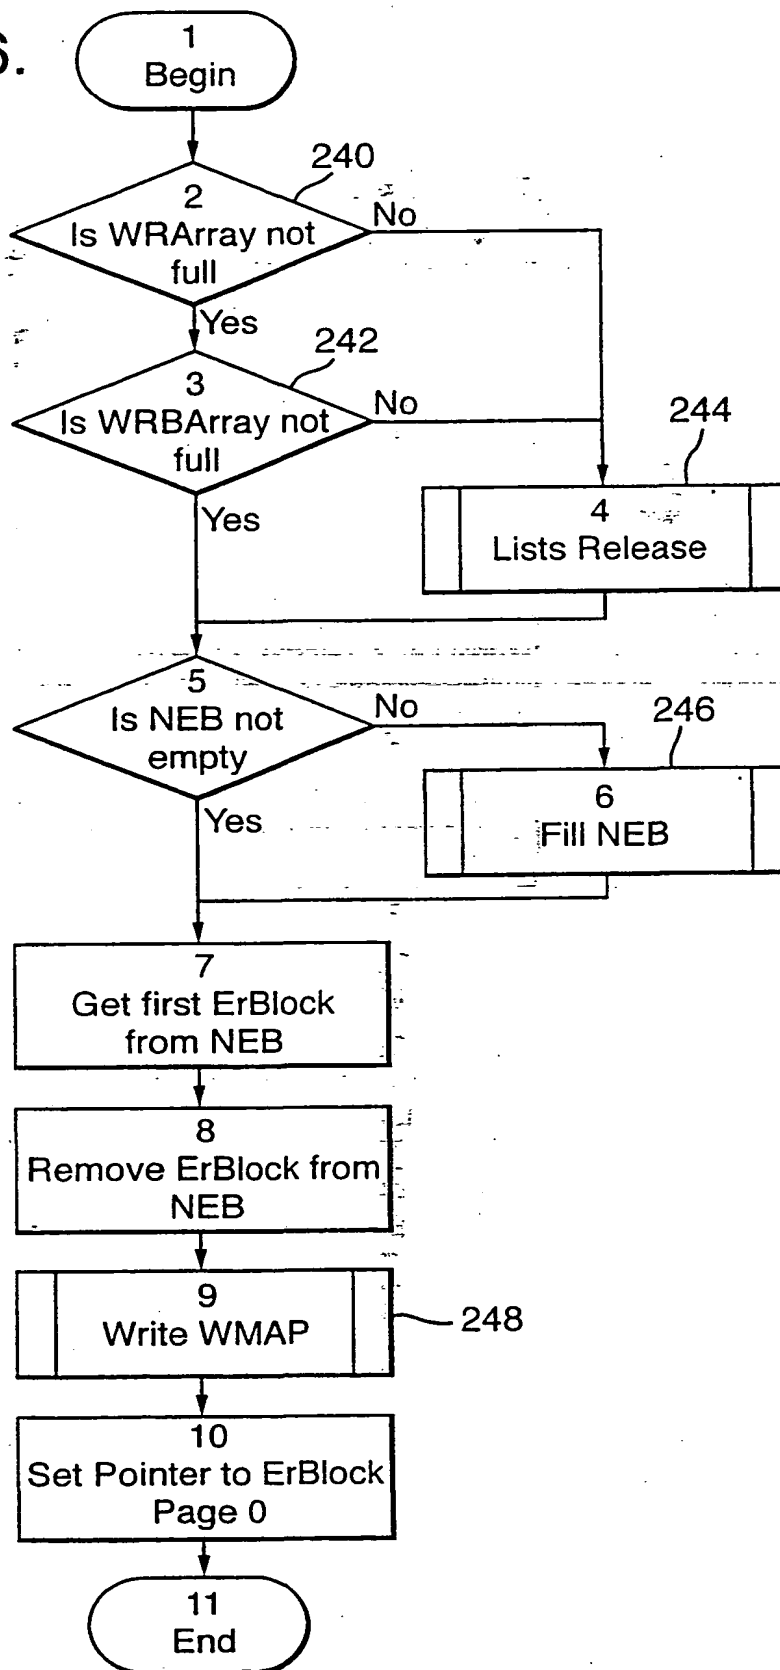 6.
1
Begin
240
2
Is WRArray not
full
No
Yes
242
3
Is WRBArray not
full
No
Yes
244
4
Lists Release
5
Is NEB not
empty
No
Yes
246
6
Fill NEB
7
Get first ErBlock
from NEB
8
Remove ErBlock from
NEB
9
Write WMAP
248
10
Set Pointer to ErBlock
Page 0
11
End